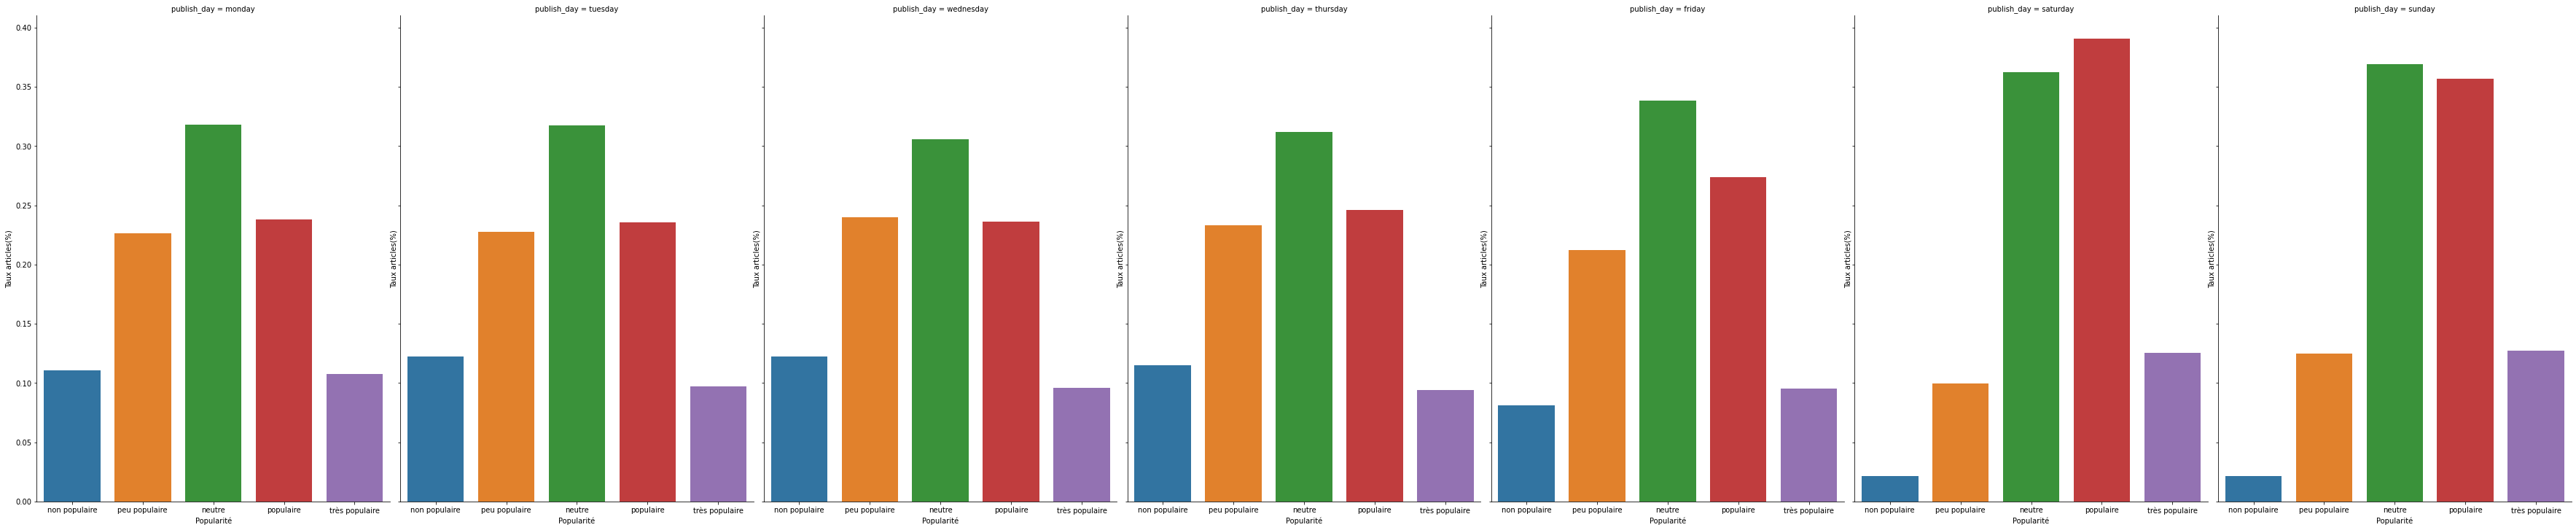 publish_day = monday
publish_day = tuesday
publish_day = wednesday
publish_day = thursday
publish_day = friday
publish_day = saturday
publish_day = sunday
0.40
0.35
0.30
0.25
0.20
0.15
0.10
0.05
0.00
Taux articles(%)
Taux articles(%)
Taux articles(%)
Taux articles(%)
Taux articles(%)
Taux articles(%)
Taux articles(%)
non populaire peu populaire neutre populaire très populaire
Popularité
non populaire peu populaire neutre populaire très populaire
Popularité
non populaire peu populaire neutre populaire très populaire
Popularité
non populaire peu populaire neutre populaire très populaire
Popularité
non populaire peu populaire neutre populaire très populaire
Popularité
non populaire peu populaire neutre populaire très populaire
Popularité
non populaire peu populaire neutre populaire très populaire
Popularité